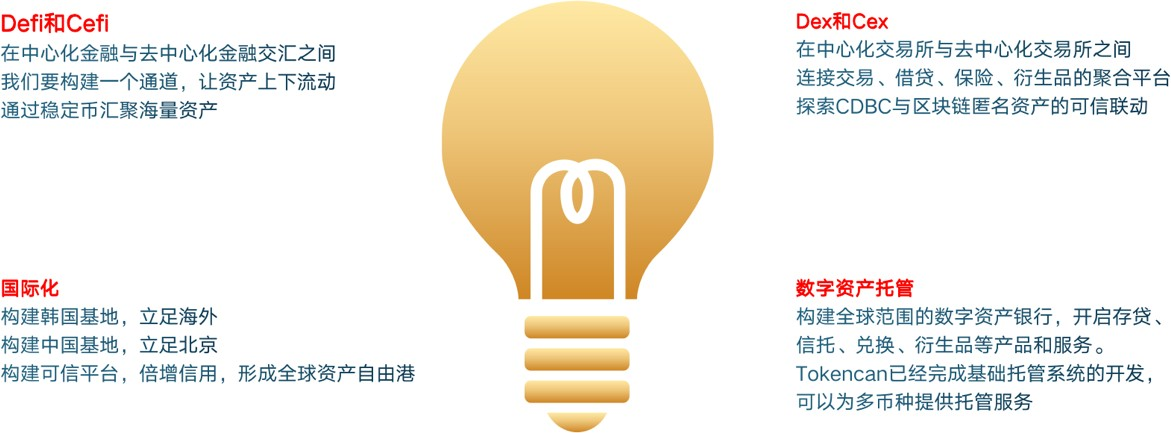 Defi和Cefi
在中心化金融与去中心化金融交汇之间
我们要构建一个通道，让资产上下流动
通过稳定币汇聚海量资产
Dex和Cex
在中心化交易所与去中心化交易所之间
连接交易、借贷、保险、衍生品的聚合平台
探索CDBC与区块链匿名资产的可信联动
国际化
构建韩国基地，立足海外
构建中国基地，立足北京
构建可信平台，倍增信用，形成全球资产自由港
数字资产托管
构建全球范围的数字资产银行，开启存贷、
信托、兑换、衍生品等产品和服务。
Tokencan已经完成基础托管系统的开发，
可以为多币种提供托管服务